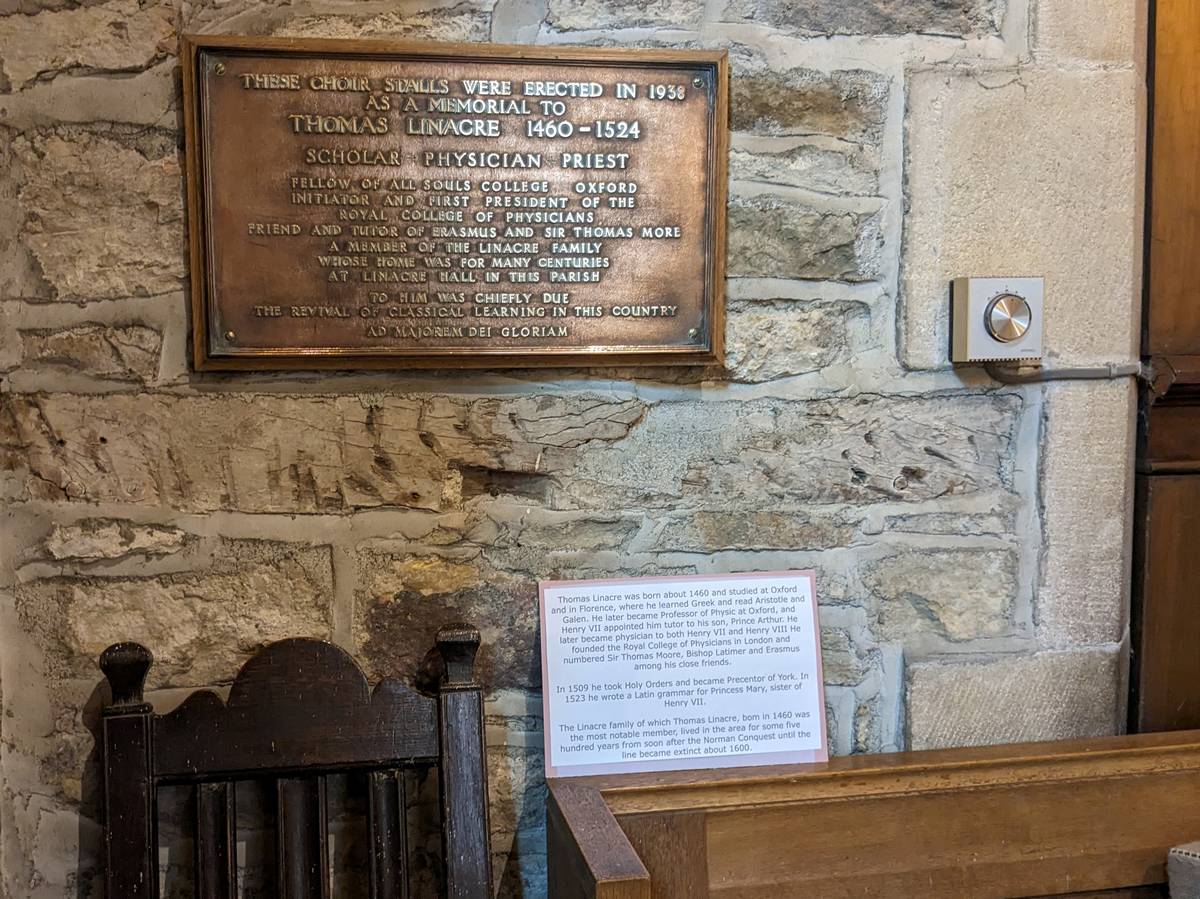 THESE CHOIR STALLS WERE ERECTED IN 1938
AS A MEMORIAL TO
THOMAS LINACRE 1460-1524
SCHOLAR PHYSICIAN PRIEST
FELLOW OF ALL SOULS COLLEGE OXFORD
INITIATOR AND FIRST PRESIDENT OF THE
ROYAL COLLEGE OF PHYSICIANS
FRIEND AND TUTOR OF ERASMUS AND SIR THOMAS MORE
A MEMBER OF THE LINACRE FAMILY
WHOSE HOME WAS FOR MANY CENTURIES
AT LINACRE HALL IN THIS PARISH
TO HIM WAS CHIEFLY DUE
THE REVIVAL OF CLASSICAL LEARNING IN THIS COUNTRY
AD MAJOREM DEI GLORIAM
Thomas Linacre was born about 1460 and studied at Oxford
and in Florence, where he learned Greek and read Aristotle and
Galen. He later became Professor of Physic at Oxford, and
Henry VII appointed him tutor to his son, Prince Arthur. He
later became physician to both Henry VII and Henry VIII He
founded the Royal College of Physicians in London and
numbered Sir Thomas Moore, Bishop Latimer and Erasmus
among his close friends.
In 1509 he took Holy Orders and became Precentor of York. In
1523 he wrote a Latin grammar for Princess Mary, sister of
Henry VII.
The Linacre family of which Thomas Linacre, born in 1460 was
the most notable member, lived in the area for some five
hundred years from soon after the Norman Conquest until the
line became extinct about 1600.